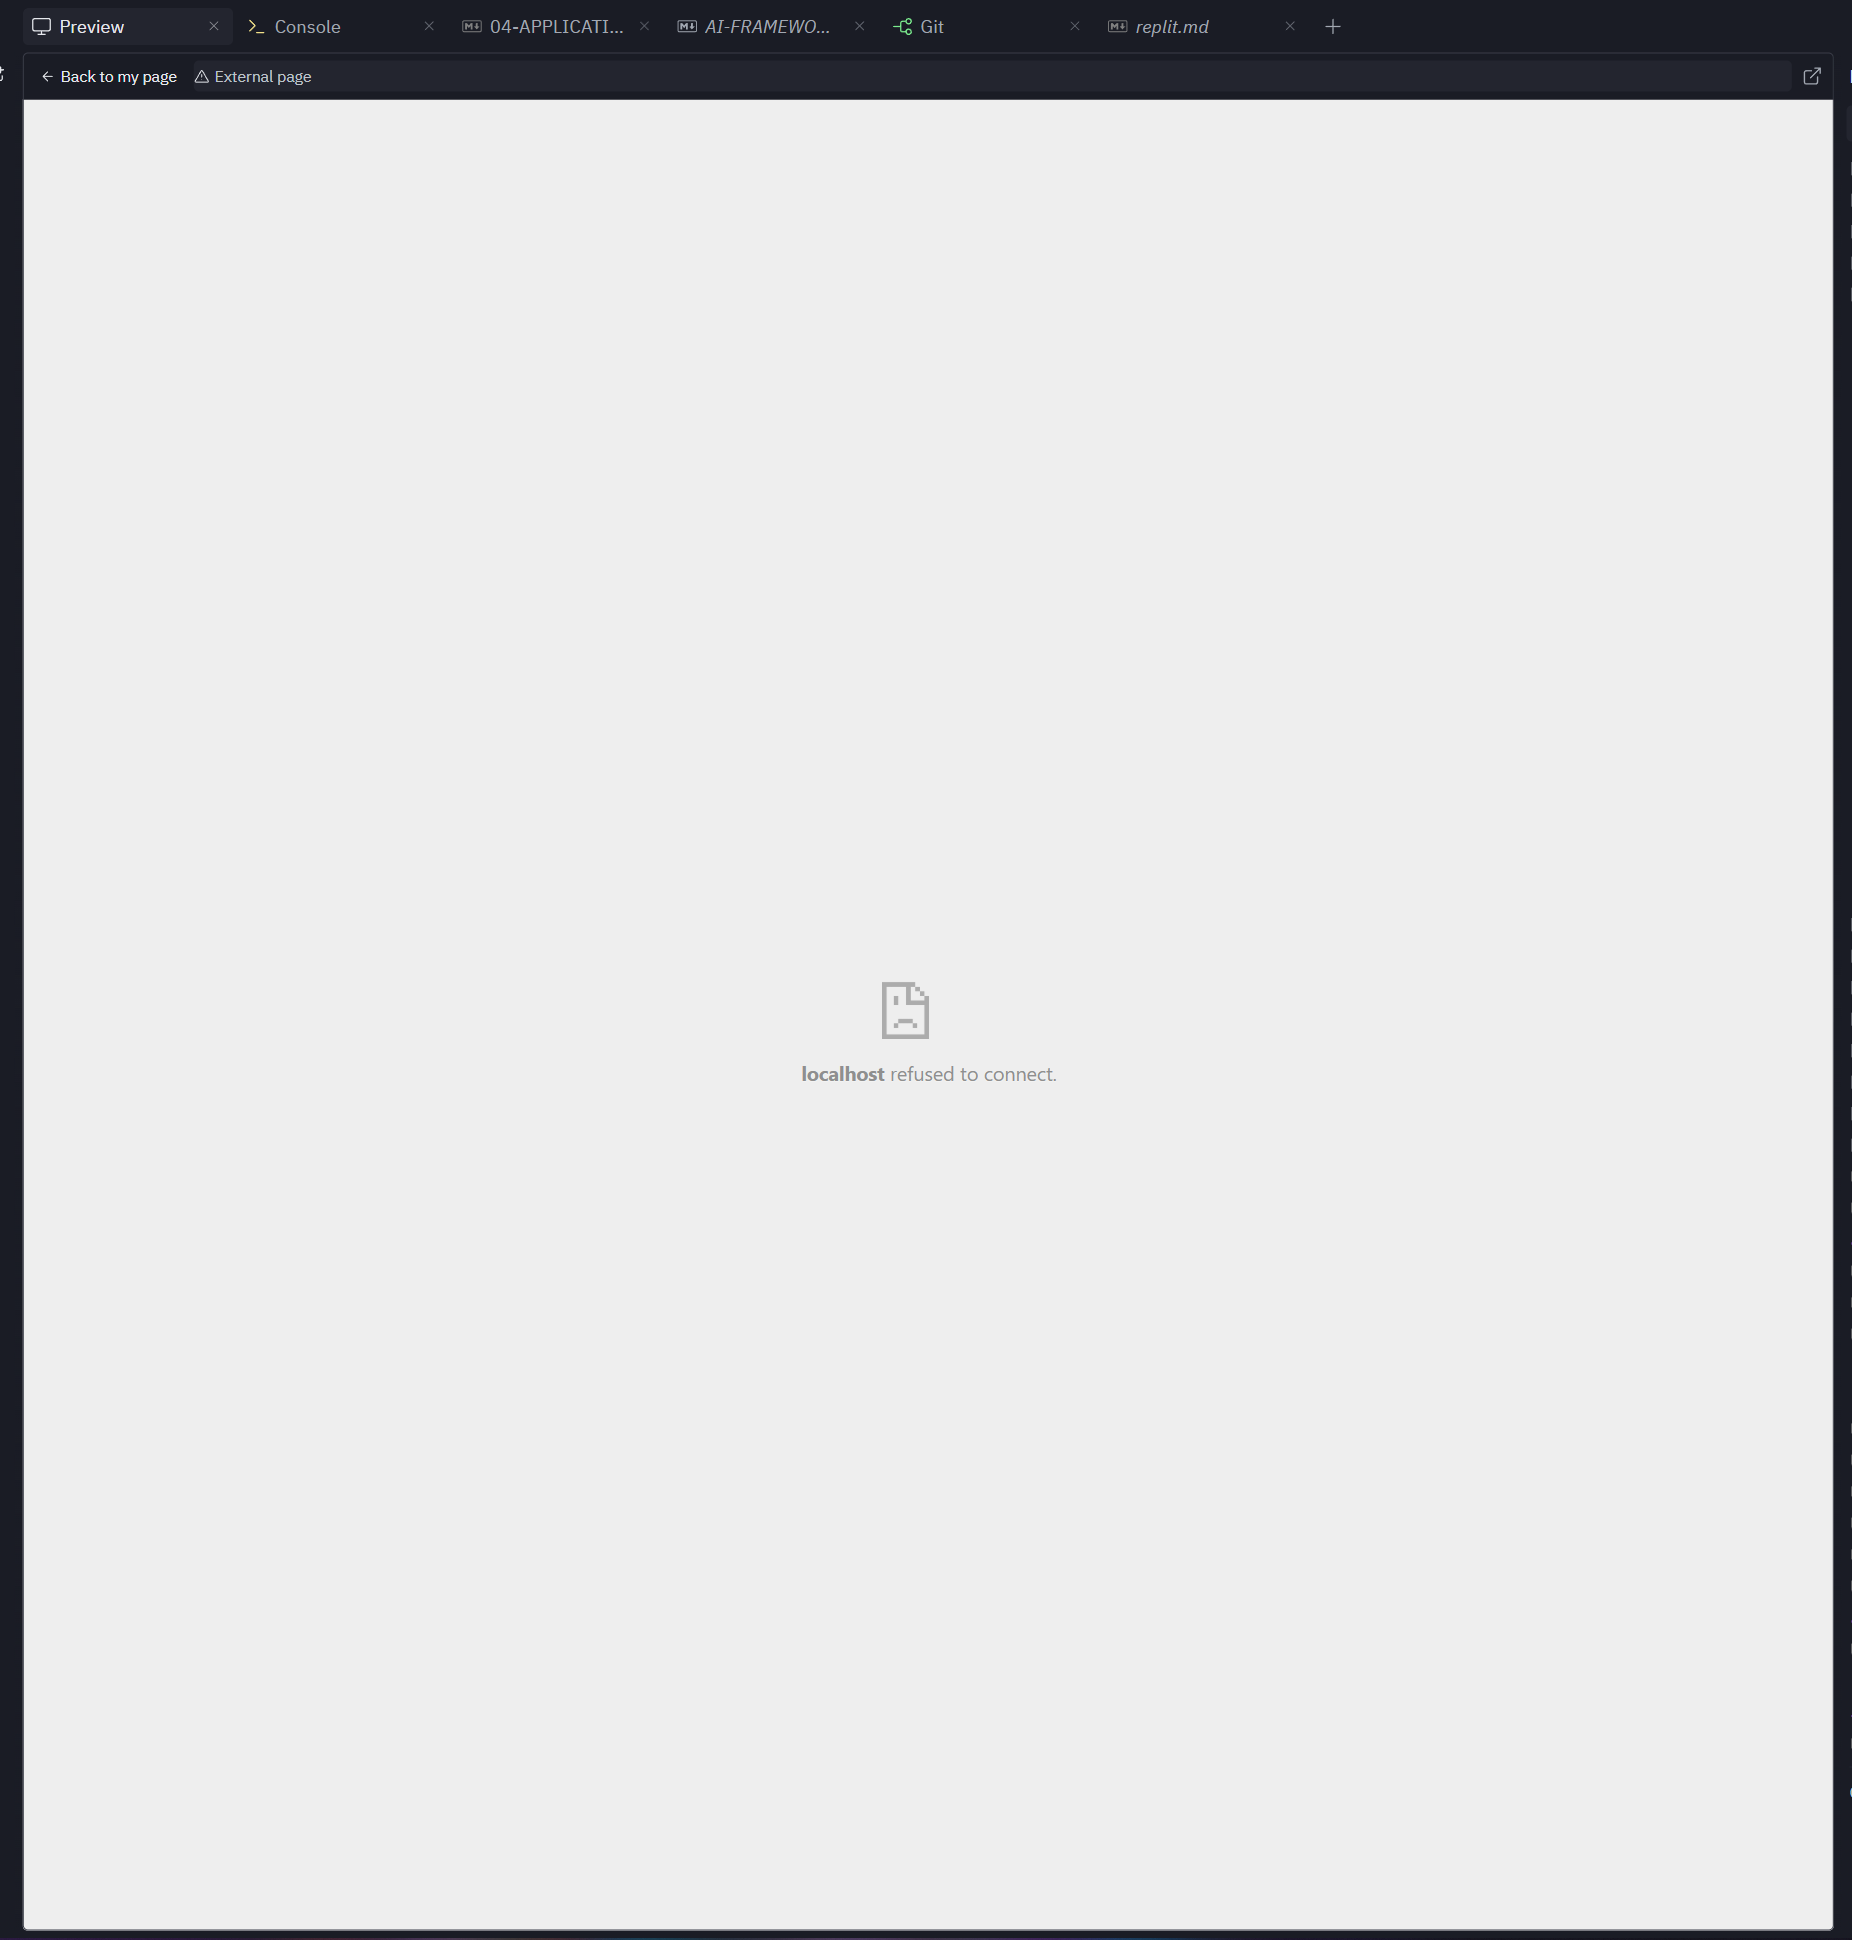 Preview
Console
04-APPLICATI...
AI-FRAMEWO...
Git
replit.md
Back to my page
External page
localhost refused to connect.